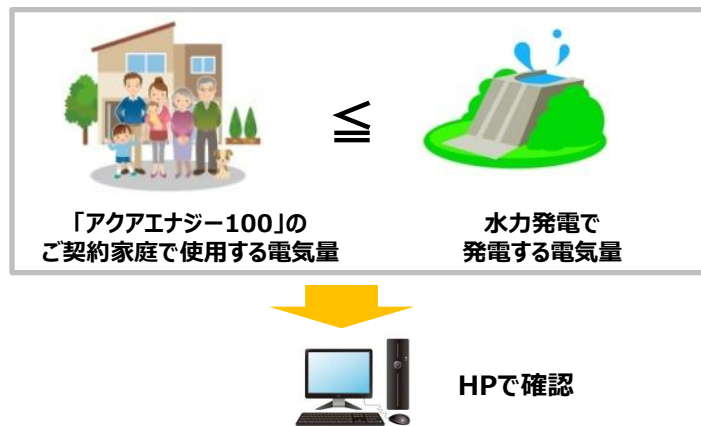 ≦
「アクアエナジー100」の
ご契約家庭で使用する電気量
水力発電で
発電する電気量
HPで確認